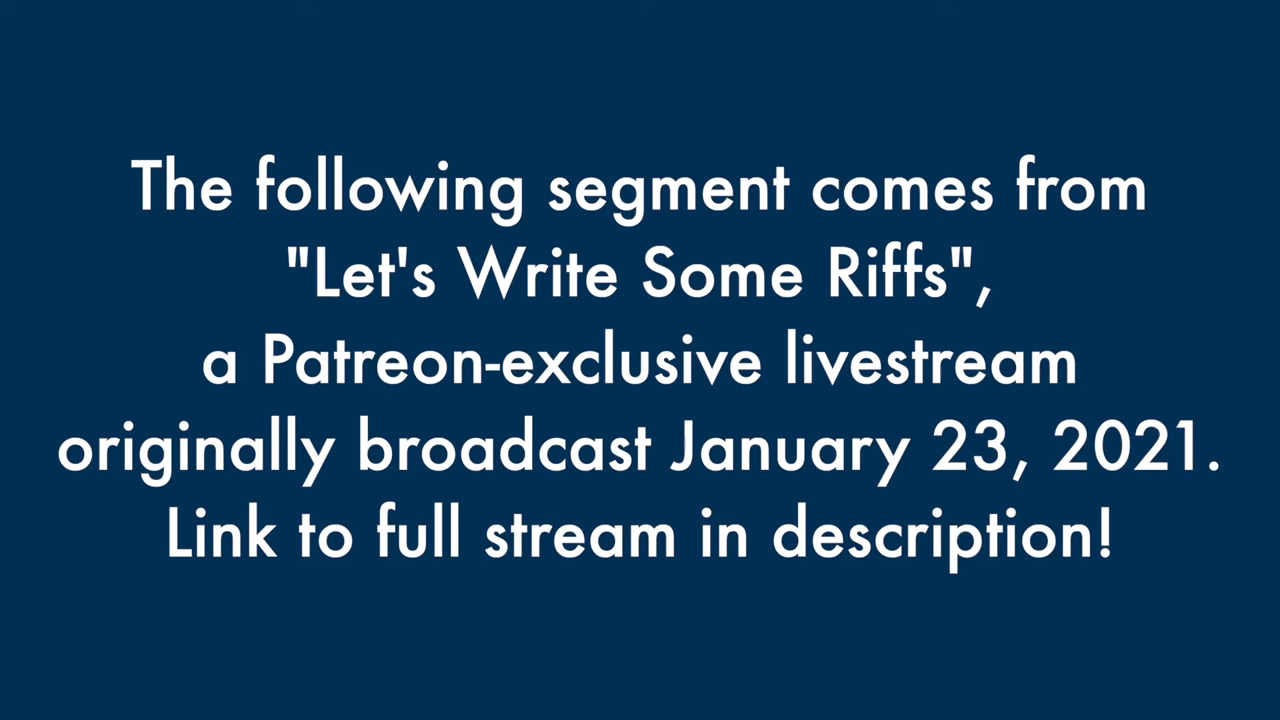 The following segment comes from
"Let's Write Some Riffs",
a Patreon-exclusive livestream
originally broadcast January 23, 2021.
Link to full stream in description!